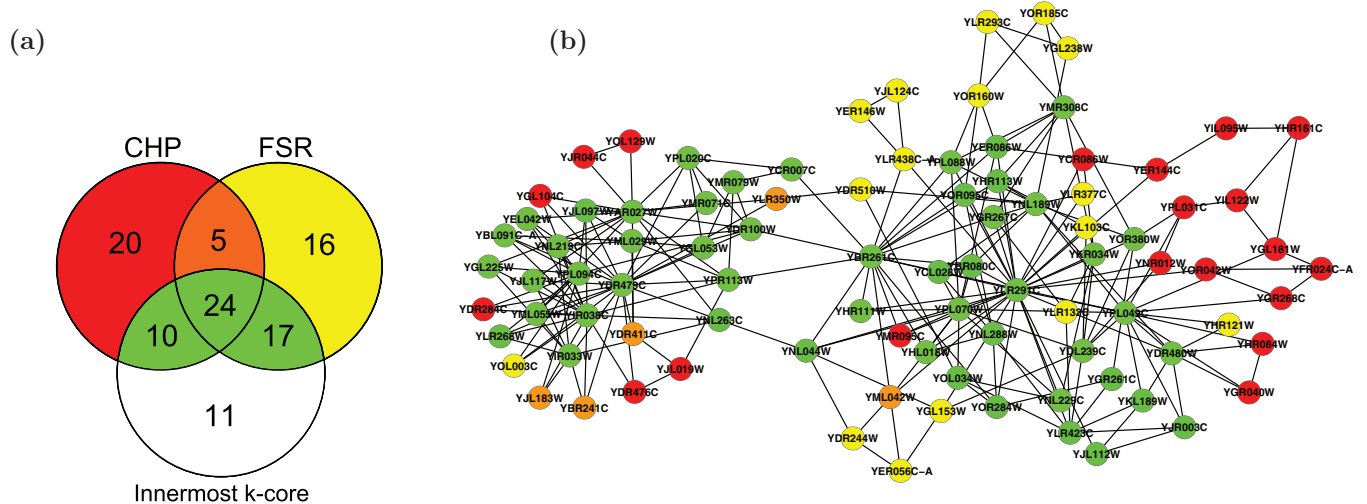 (a)
CHP FSR
20
5
16
24
10
17
11
Innermost k-core
(b)
YOR185C
YLR293C
YGL238W
YJL124C
YOR160W
YER146W
YMR308C
YIL095W
YHR161C
YOL129W
YJR044C
YPL020C
YER086W
YLR438C-A
YPL088W
YCR086W
YCR007C
YER144C
YMR079W
YHR113W
YDR510W
YLR377C
YGL104C
YLR350W
YOR095C
YNL189W
YMR071C
YJL097W
YAR027W
YPL031C
YIL122W
YEL042W
YGR267C
YKL103C
YDR100W
YBL091C-A
YML029W
YOR380W
YNL219C
YGL053W
YKR034W
YGL181W
YBR261C
YNR012W
YGL225W
YOR042W
YFR024C-A
YCL028W
YPL094C
YPR113W
YJL117W
YDR479C
YLR291C
YGR268C
YDR284C
YHR111W
YPL070W
YLR132C
YPL049C
YML055W
YIR038C
YNL263C
YHR121W
YLR268W
YDR411C
YMR095C
YNL288W
YHR084W
YNL044W
YHL018W
YDL239C
YDR480W
YIR033W
YOL003C
YJL019W
YOL034W
YGR261C
YDR476C
YGR040W
YJL183W
YML042W
YNL229C
YKL189W
YBR241C
YGL153W
YOR284W
YJR003C
YLR423C
YDR244W
YJL112W
YER056C-A